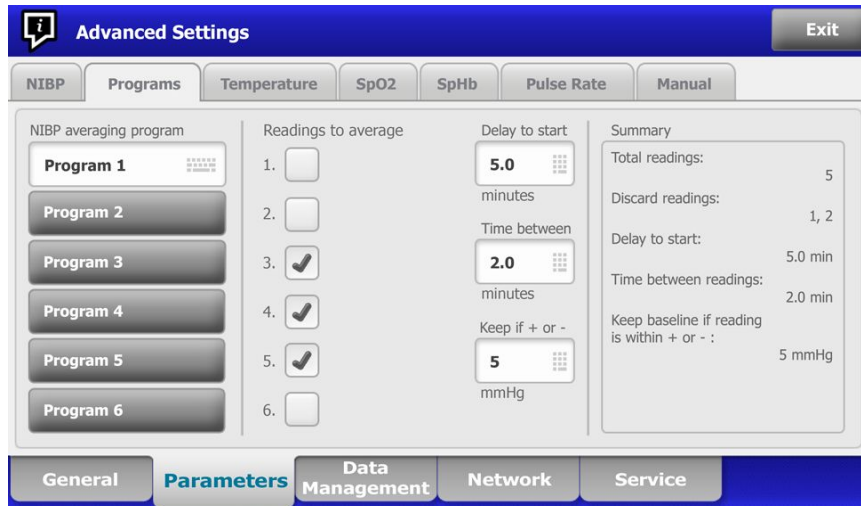 Advanced Settings
Exit
NIBP
Programs
Temperature
SpO2
SpHb
Pulse Rate
Manual
NIBP averaging program
Program 1
Program 2
Program 3
Program 4
Program 5
Program 6
Readings to average
1.
2.
3.
4.
5.
6.
Delay to start
5.0
minutes
Time between
2.0
minutes
Keep if + or -
5
mmHg
Summary
Total readings:
5
Discard readings:
1, 2
Delay to start:
5.0 min
Time between readings:
2.0 min
Keep baseline if reading
is within + or - :
5 mmHg
General
Parameters
Data
Management
Network
Service